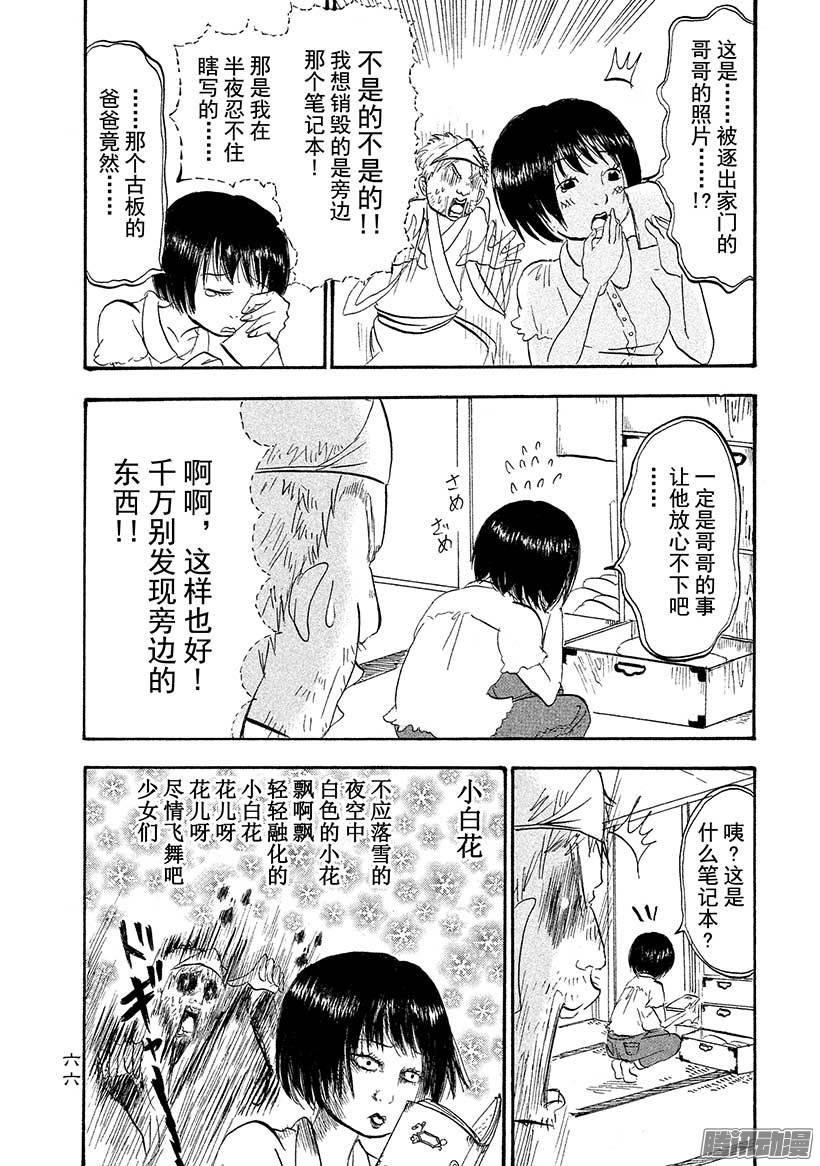 这是……被逐出家门的
哥哥的照片……!?
不是的不是的!!
我想销毁的是旁边
那个笔记本！
那是我在
半夜忍不住
瞎写的……
……那个古板的
爸爸竟然……
一定是哥哥的事
让他放心不下吧
……
さめ
ざめ
啊啊，这样也好！
千万别发现旁边的
东西!!
咦？这是
什么笔记本？
小白花
不应落雪的
夜空中
白色的小花
飘啊飘
轻轻融化的
小白花
花儿呀
花儿呀
尽情飞舞吧
少女们
ギャー
六六
腾讯动漫